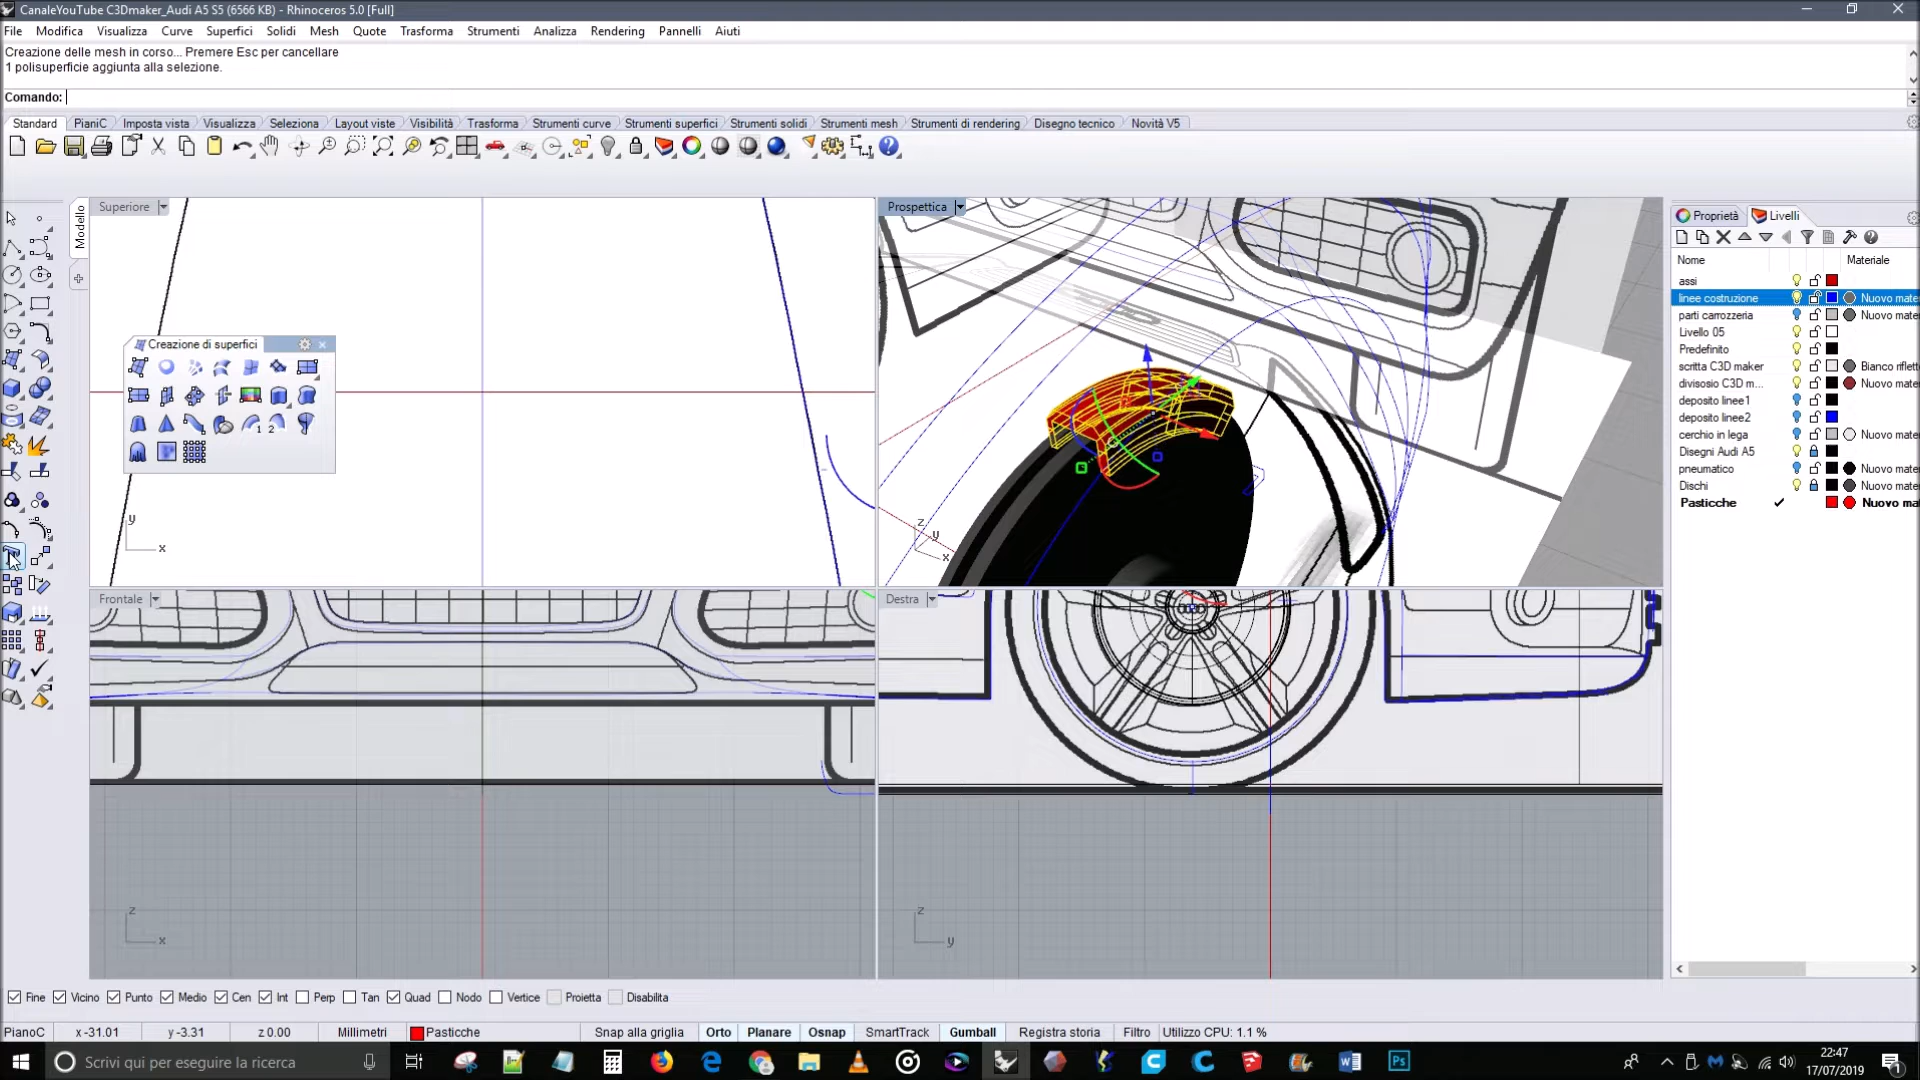 CanaleYouTube C3Dmaker_Audi A5 S5 (6566 KB) - Rhinoceros 5.0 [Full]
File Modifica Visualizza Curve Superfici Solidi Mesh Quote Trasforma Strumenti Analizza Rendering Pannelli Aiuti
Creazione delle mesh in corso... Premere Esc per cancellare
1 polisuperficie aggiunta alla selezione.
Comando:
Standard PianiC Imposta vista Visualizza Seleziona Layout viste Visibilità Trasforma Strumenti curve Strumenti superfici Strumenti solidi Strumenti mesh Strumenti di rendering Disegno tecnico Novità V5
Modello
Superiore
Prospettica
Proprietà Livelli
Nome Materiale
assi
linee costruzione Nuovo mate
parti carrozzeria Nuovo mate
Livello 05
Predefinito
scritta C3D maker Bianco riflett
divisosio C3D m... Nuovo mate
deposito linee1
deposito linee2
cerchio in lega Nuovo mate
Disegni Audi A5
pneumatico Nuovo mate
Dischi Nuovo mate
Pasticche Nuovo mat
Creazione di superfici
1 2
y
x
z
y
x
Frontale
Destra
z
x
z
y
Fine Vicino Punto Medio Cen Int Perp Tan Quad Nodo Vertice Proietta Disabilita
PianoC x -31.01 y -3.31 z 0.00 Millimetri Pasticche Snap alla griglia Orto Planare Osnap SmartTrack Gumball Registra storia Filtro Utilizzo CPU: 1.1 %
Scrivi qui per eseguire la ricerca
22:47
17/07/2019
1